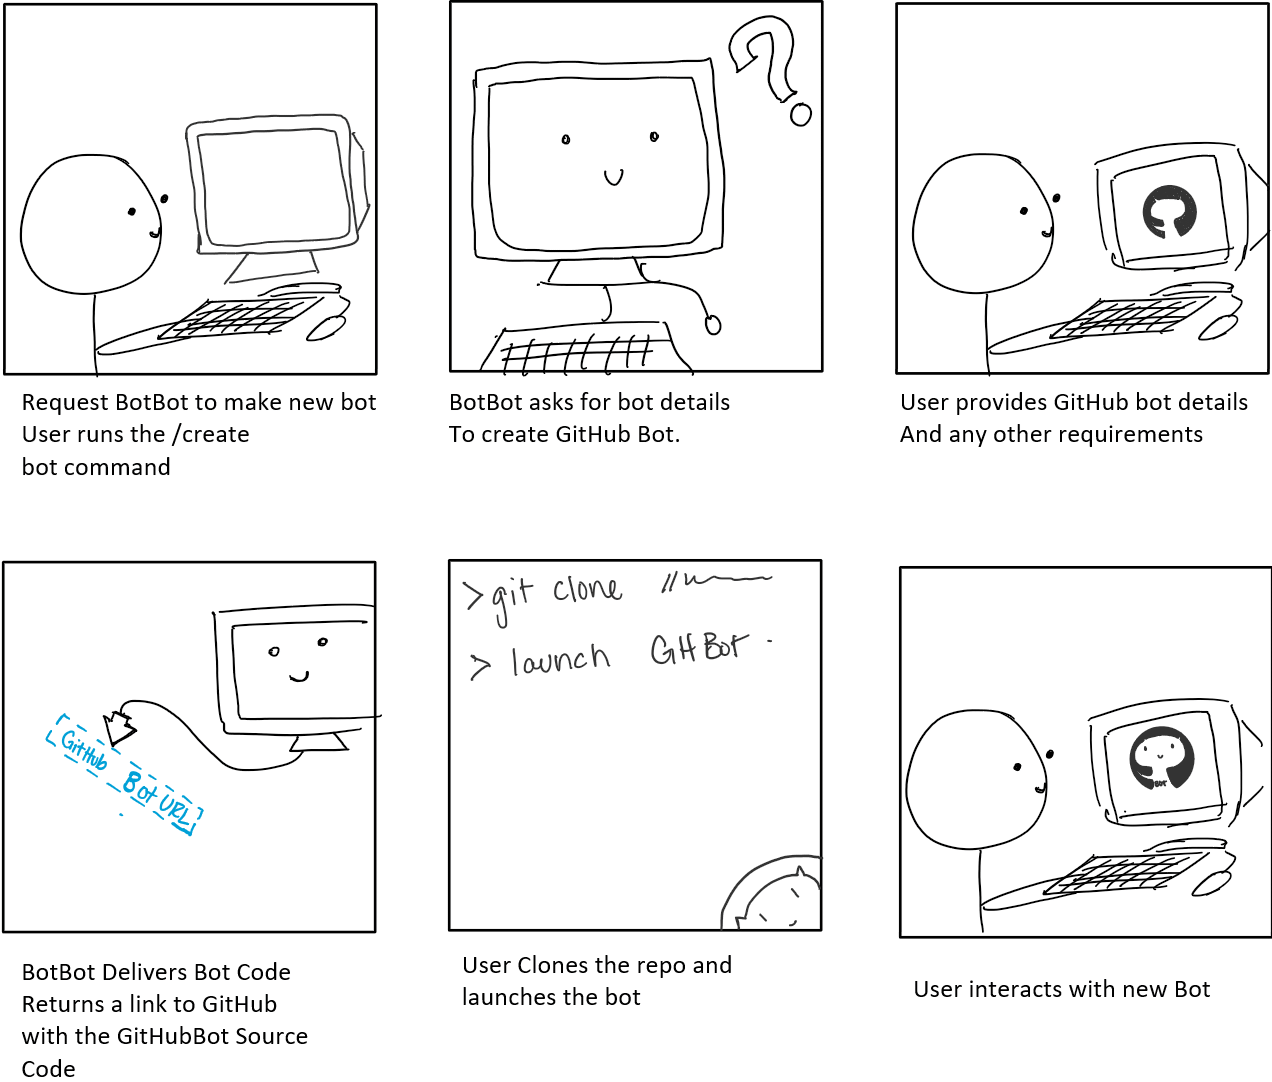 Request BotBot to make new bot
User runs the /create
bot command
BotBot asks for bot details
To create GitHub Bot.
User provides GitHub bot details
And any other requirements
GitHub Bot URL
BotBot Delivers Bot Code
Returns a link to GitHub
with the GitHubBot Source
Code
>git clone //
> launch GHBot
User Clones the repo and
launches the bot
BOT
User interacts with new Bot